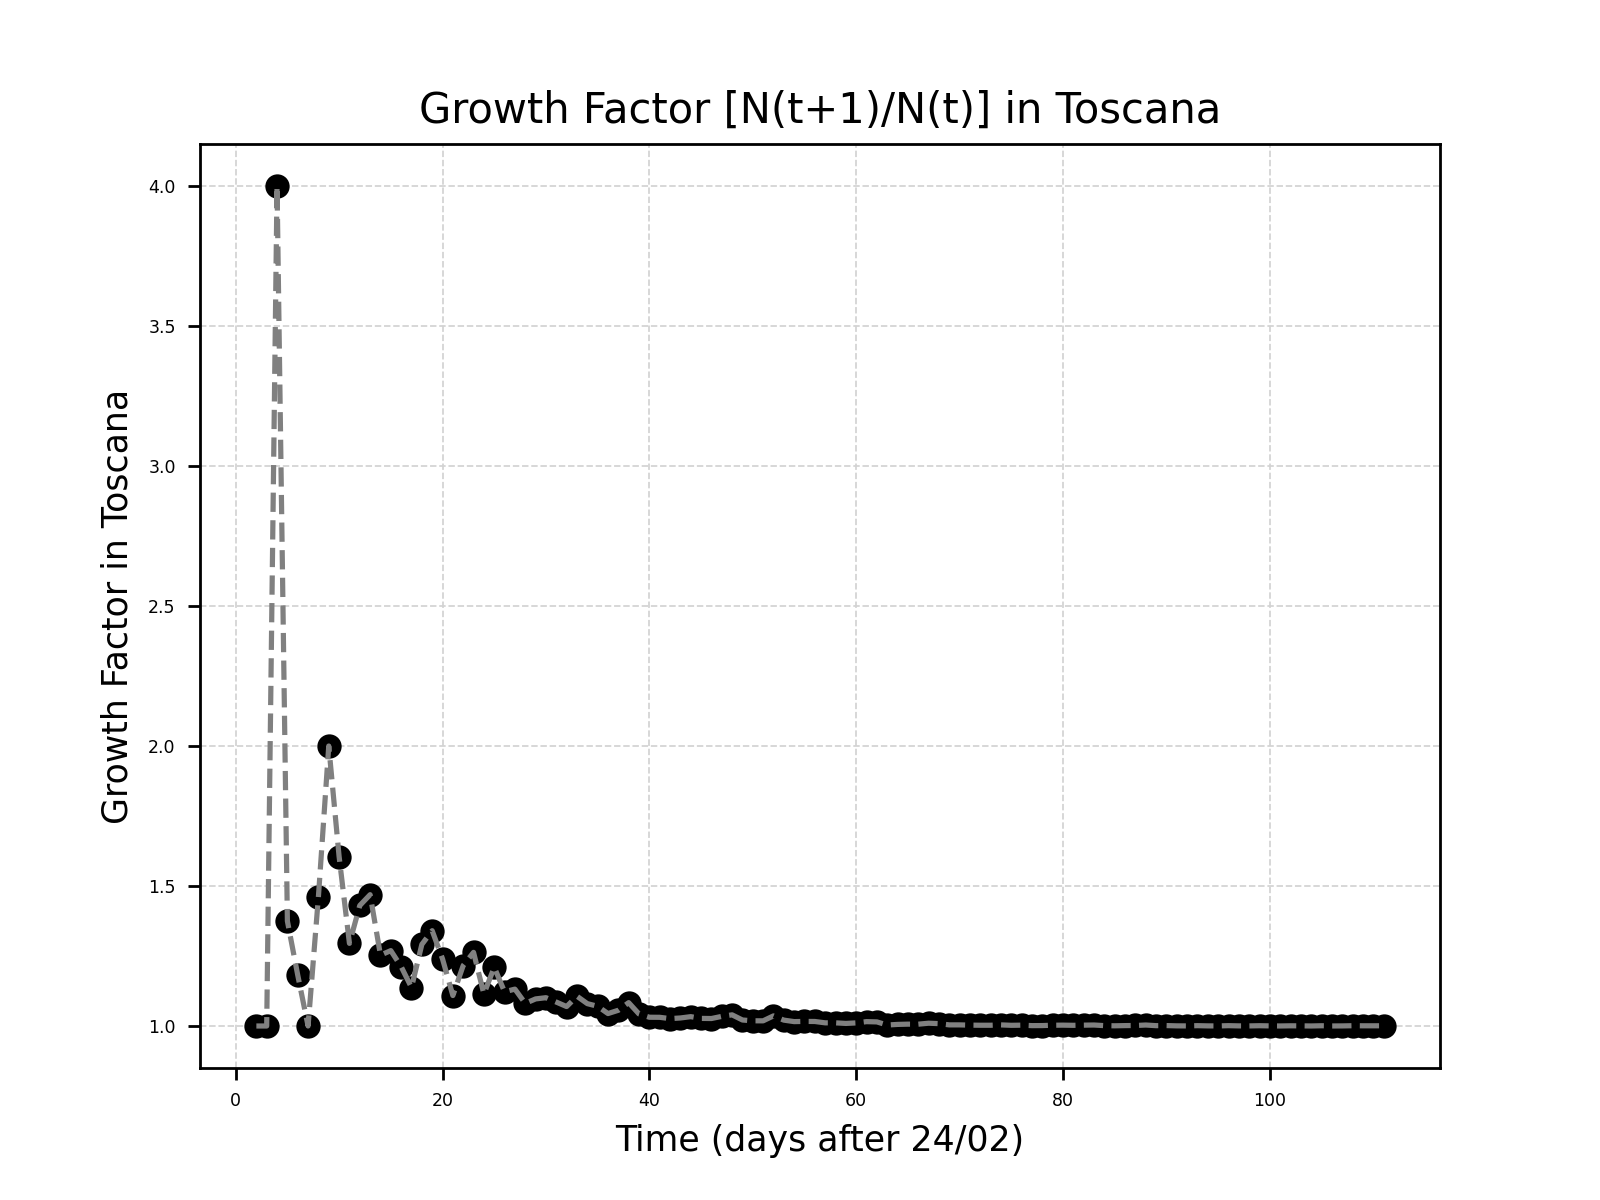 Growth Factor [N(t+1)/N(t)] in Toscana
Growth Factor in Toscana
4.0
3.5
3.0
2.5
2.0
1.5
1.0
0 20 40 60 80 100
Time (days after 24/02)